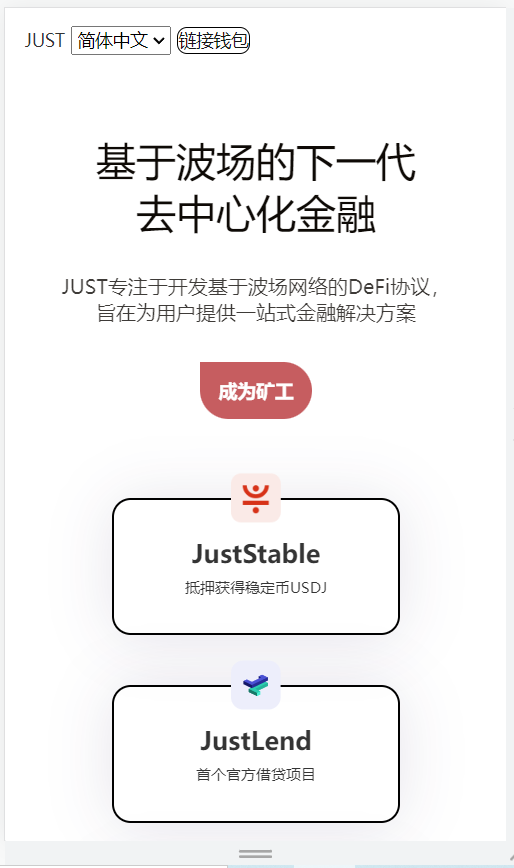 JUST 简体中文 链接钱包
基于波场的下一代
去中心化金融
JUST专注于开发基于波场网络的DeFi协议，
旨在为用户提供一站式金融解决方案
成为矿工
JustStable
抵押获得稳定币USDJ
JustLend
首个官方借贷项目